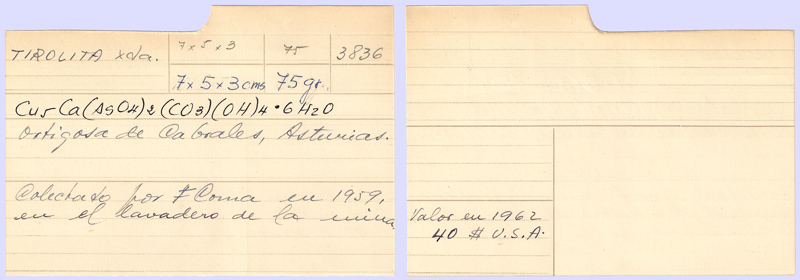 TIROLITA xda. 7 x 5 x 3 75 3836
7 x 5 x 3 cms 75 gr.
Cu5 Ca(AsO4)2(CO3)(OH)4 • 6H2O
Ortigosa de Cabrales, Asturias.
Colectado por F Coma en 1959,
en el lavadero de la mina
Valor en 1962
40 $ U.S.A.